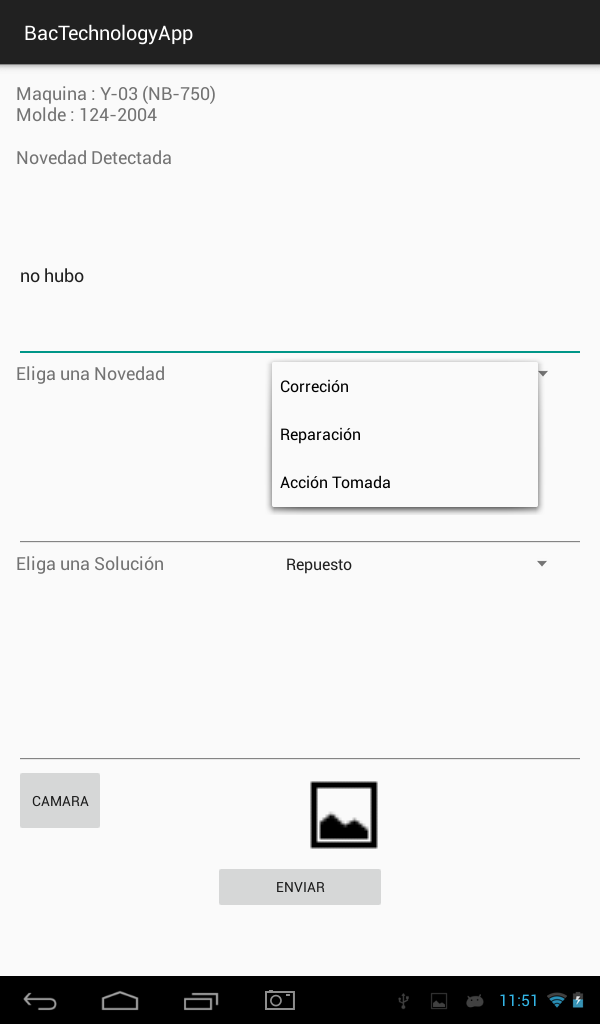 BacTechnologyApp
Maquina : Y-03 (NB-750)
Molde : 124-2004
Novedad Detectada
no hubo
Eliga una Novedad
Correción
Reparación
Acción Tomada
Eliga una Solución
Repuesto
CAMARA
ENVIAR
11:51